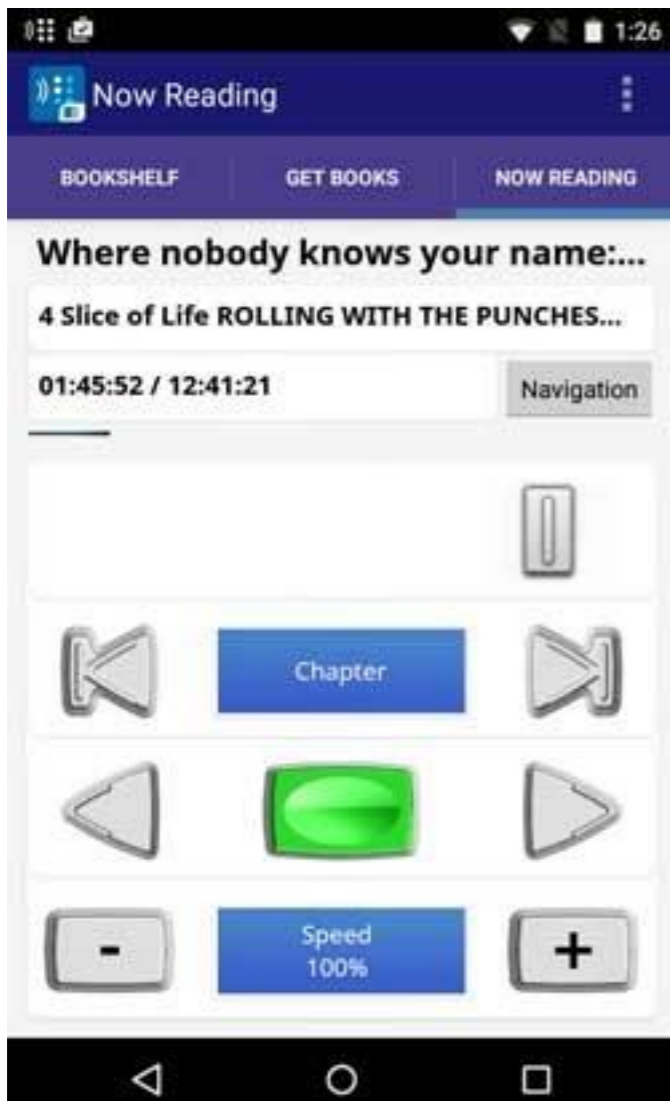 1:26
Now Reading
BOOKSHELF GET BOOKS NOW READING
Where nobody knows your name:...
4 Slice of Life ROLLING WITH THE PUNCHES...
01:45:52 / 12:41:21 Navigation
Chapter
- Speed +
100%